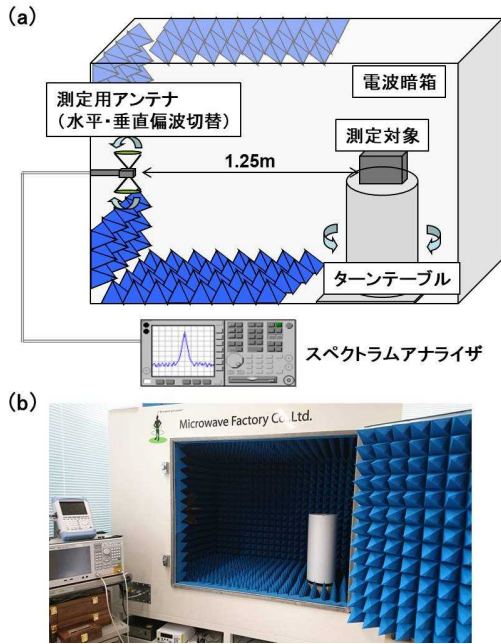 (a)
電波暗箱
測定用アンテナ
(水平・垂直偏波切替)
測定対象
1.25m
ターンテーブル
スペクトラムアナライザ
(b)
Microwave Factory Co., Ltd.